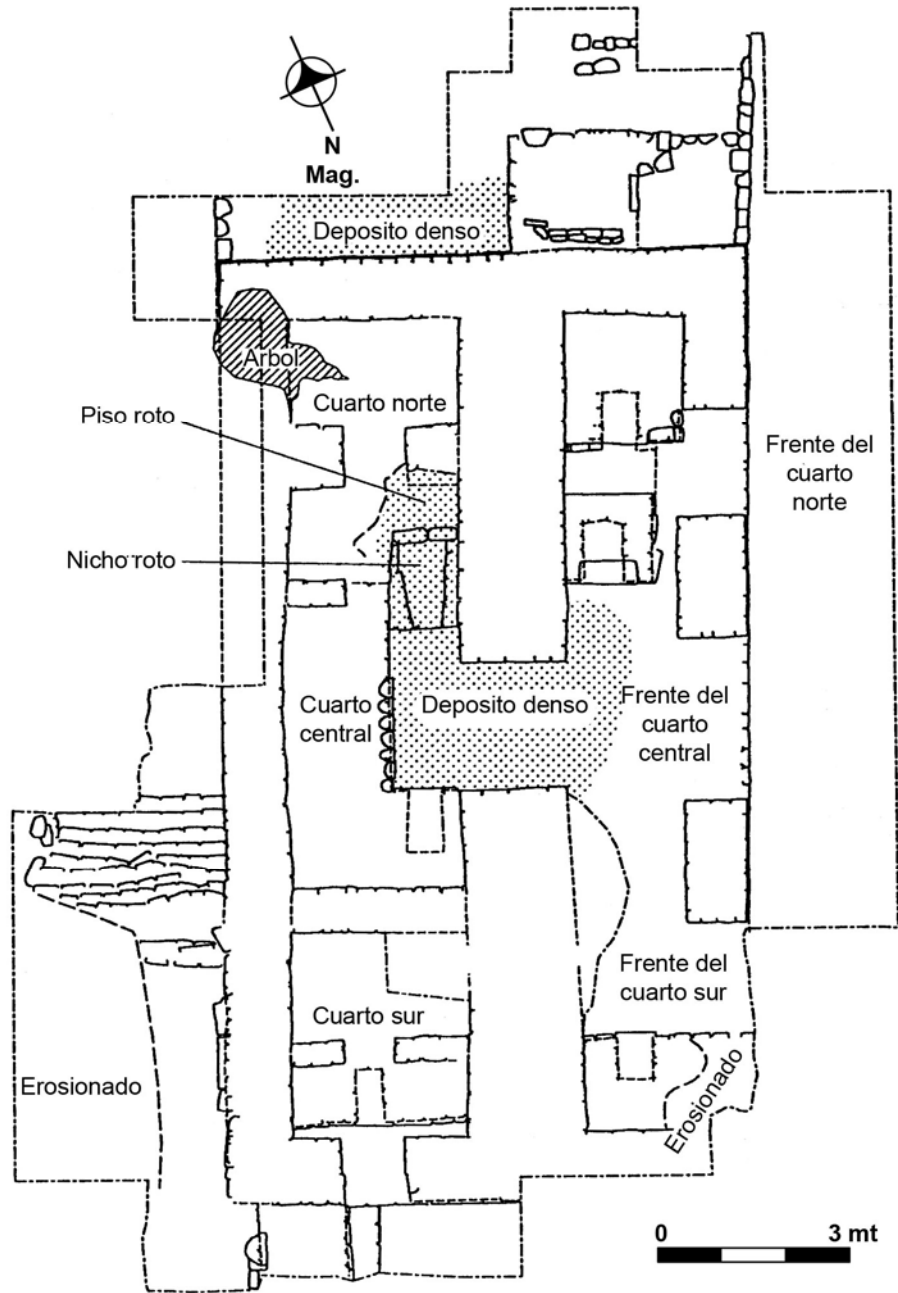 N
Mag.
Deposito denso
Arbol
Cuarto norte
Piso roto
Frente del
cuarto
norte
Nicho roto
Cuarto
central
Deposito denso
Frente del
cuarto
central
Frente del
cuarto sur
Cuarto sur
Erosionado
Erosionado
0 3 mt